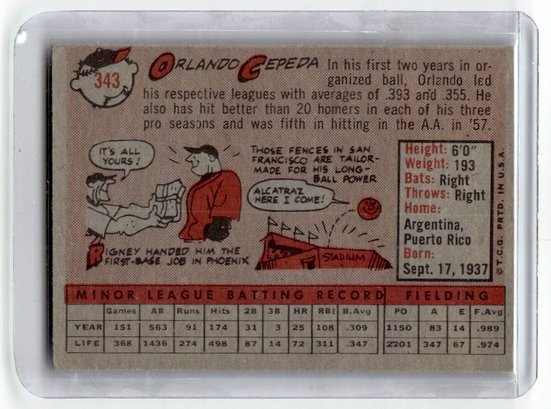 343
ORLANDO CEPEDA
In his first two years in or-
ganized ball, Orlando led
his respective leagues with averages of .393 and .355. He
also has hit better than 20 homers in each of his three
pro seasons and was fifth in hitting in the A.A. in '57.
IT'S ALL
YOURS!
RIGNEY HANDED HIM THE
FIRST-BASE JOB IN PHOENIX
THOSE FENCES IN SAN
FRANCISCO ARE TAILOR-
MADE FOR HIS LONG-
BALL POWER
ALCATRAZ
HERE I COME!
STADIUM
Height: 6'0"
Weight: 193
Bats: Right
Throws: Right
Home:
Argentina,
Puerto Rico
Born:
Sept. 17, 1937
©T.C.G. PRTD. IN U.S.A.
MINOR LEAGUE BATTING RECORD FIELDING
Games AB Runs Hits 2B 3B HR RBI B.Avg PO A E F.Avg
YEAR 151 563 91 174 31 3 25 108 .309 1150 83 14 .989
LIFE 368 1436 274 498 87 14 72 311 .347 2201 347 67 .974